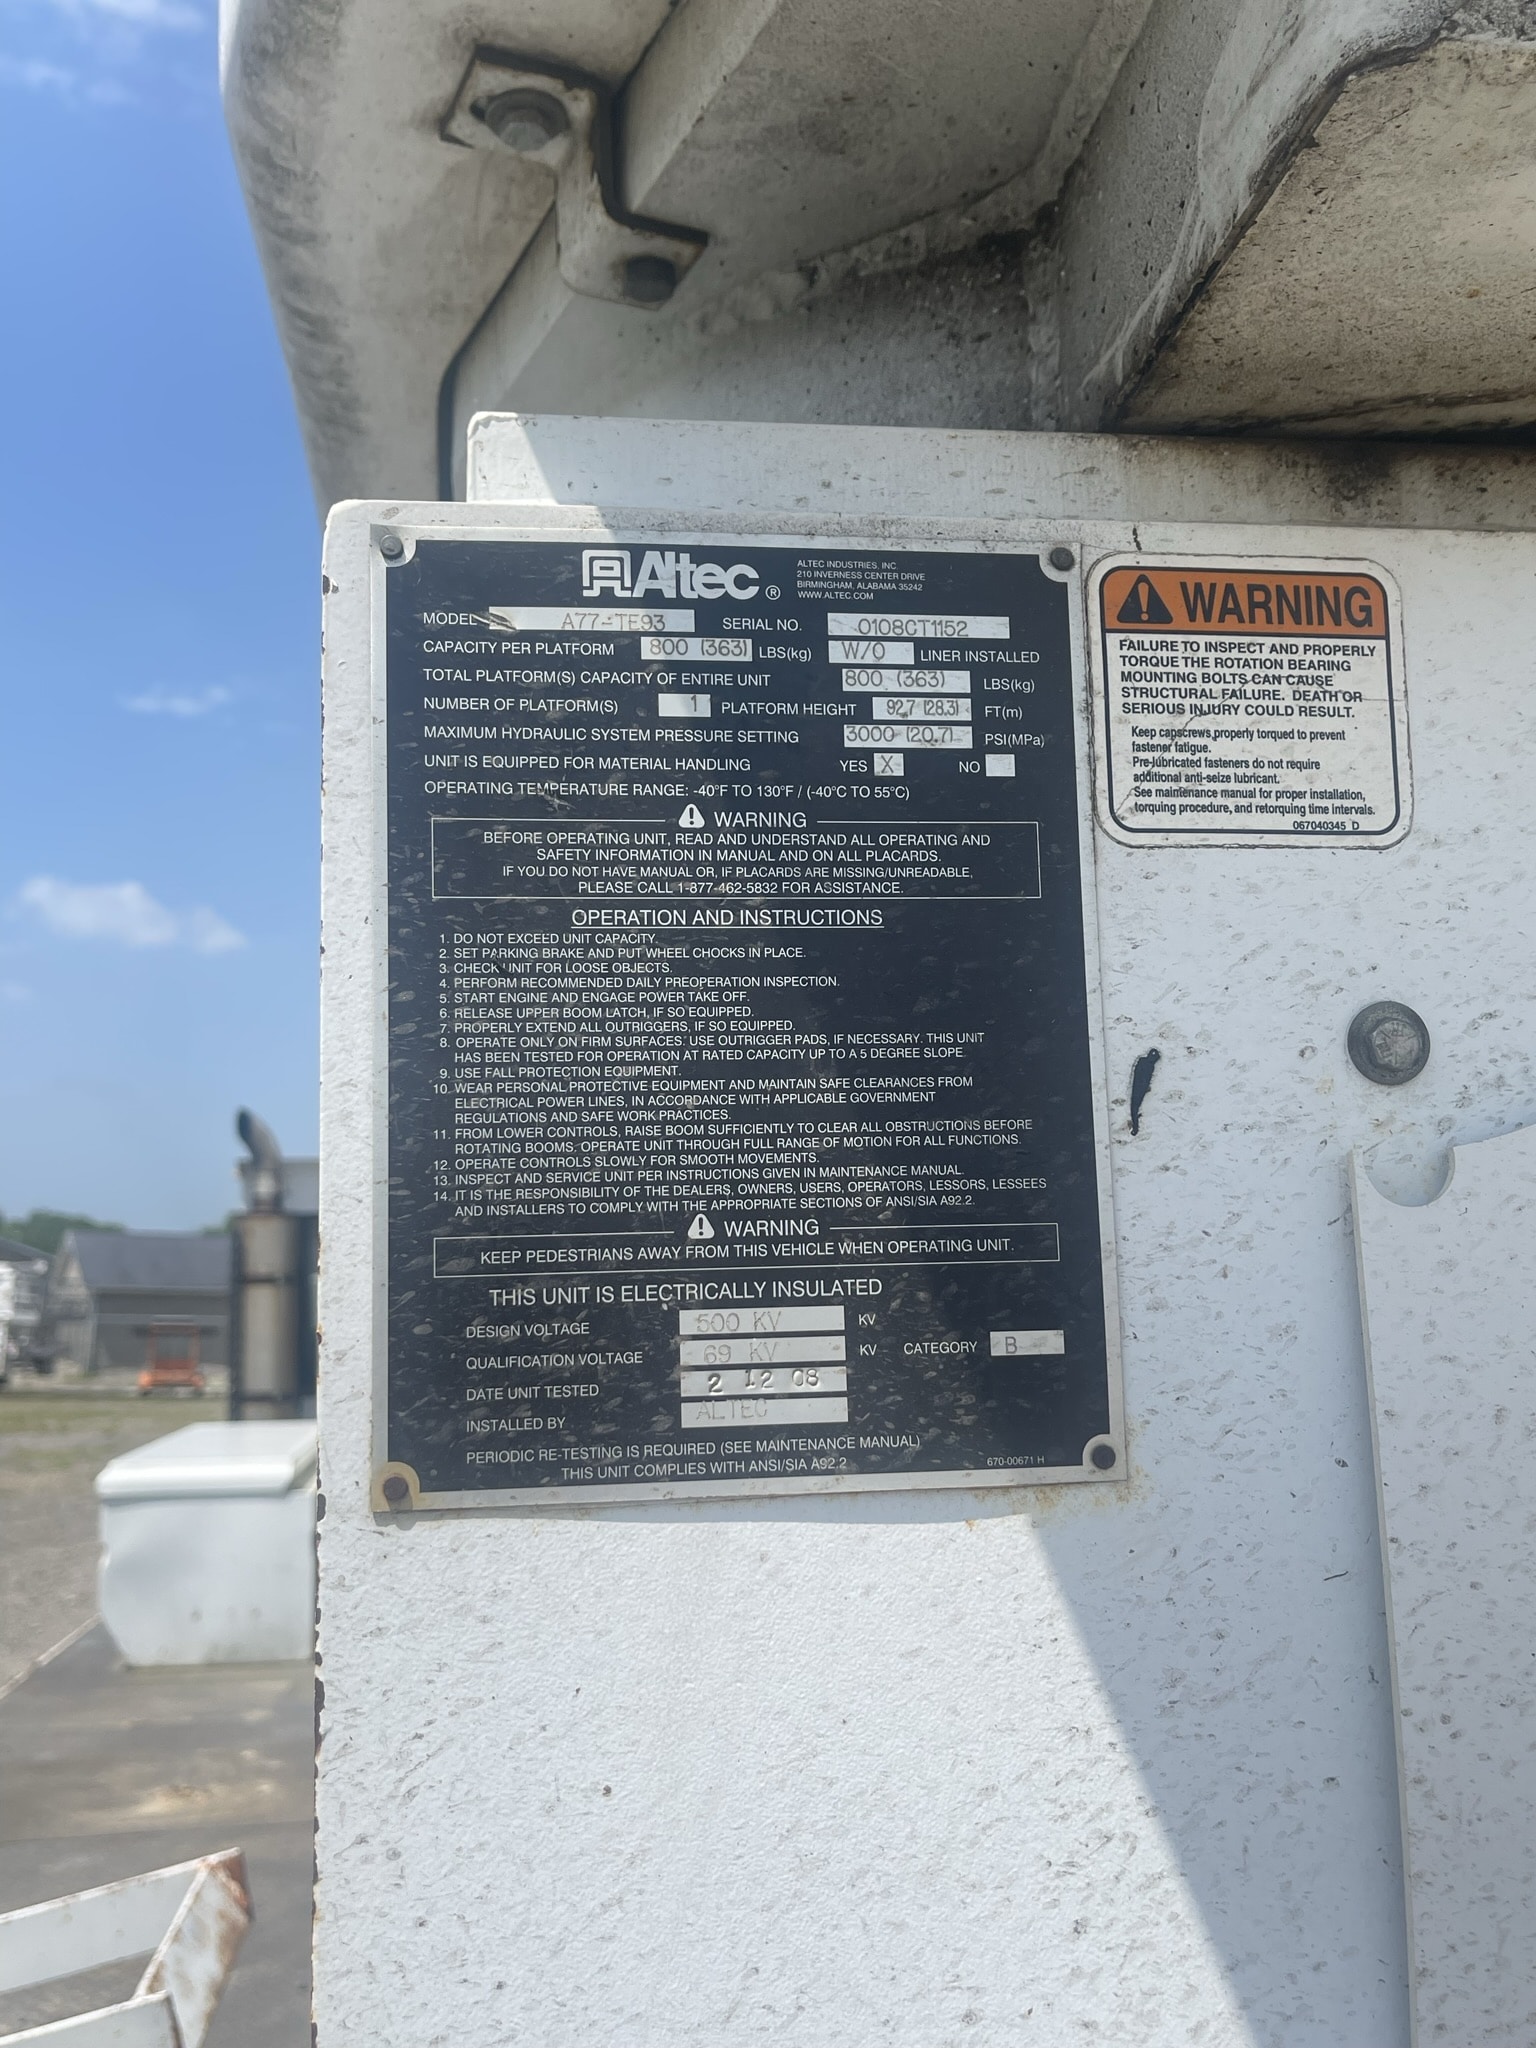 Altec ®
ALTEC INDUSTRIES, INC.
210 INVERNESS CENTER DRIVE
BIRMINGHAM, ALABAMA 35242
WWW.ALTEC.COM
MODEL A77-TE93 SERIAL NO. 0108GT1152
CAPACITY PER PLATFORM 800 (363) LBS(kg) W/O LINER INSTALLED
TOTAL PLATFORM(S) CAPACITY OF ENTIRE UNIT 800 (363) LBS(kg)
NUMBER OF PLATFORM(S) 1 PLATFORM HEIGHT 92.7 (28.3) FT(m)
MAXIMUM HYDRAULIC SYSTEM PRESSURE SETTING 3000 (20.7) PSI(MPa)
UNIT IS EQUIPPED FOR MATERIAL HANDLING YES X NO
OPERATING TEMPERATURE RANGE: -40°F TO 130°F / (-40°C TO 55°C)
WARNING
BEFORE OPERATING UNIT, READ AND UNDERSTAND ALL OPERATING AND
SAFETY INFORMATION IN MANUAL AND ON ALL PLACARDS.
IF YOU DO NOT HAVE MANUAL OR, IF PLACARDS ARE MISSING/UNREADABLE,
PLEASE CALL 1-877-462-5832 FOR ASSISTANCE.
OPERATION AND INSTRUCTIONS
1. DO NOT EXCEED UNIT CAPACITY.
2. SET PARKING BRAKE AND PUT WHEEL CHOCKS IN PLACE.
3. CHECK UNIT FOR LOOSE OBJECTS.
4. PERFORM RECOMMENDED DAILY PREOPERATION INSPECTION.
5. START ENGINE AND ENGAGE POWER TAKE OFF.
6. RELEASE UPPER BOOM LATCH, IF SO EQUIPPED.
7. PROPERLY EXTEND ALL OUTRIGGERS, IF SO EQUIPPED.
8. OPERATE ONLY ON FIRM SURFACES. USE OUTRIGGER PADS, IF NECESSARY. THIS UNIT
HAS BEEN TESTED FOR OPERATION AT RATED CAPACITY UP TO A 5 DEGREE SLOPE
9. USE FALL PROTECTION EQUIPMENT.
10. WEAR PERSONAL PROTECTIVE EQUIPMENT AND MAINTAIN SAFE CLEARANCES FROM
ELECTRICAL POWER LINES, IN ACCORDANCE WITH APPLICABLE GOVERNMENT
REGULATIONS AND SAFE WORK PRACTICES.
11. FROM LOWER CONTROLS, RAISE BOOM SUFFICIENTLY TO CLEAR ALL OBSTRUCTIONS BEFORE
ROTATING BOOMS. OPERATE UNIT THROUGH FULL RANGE OF MOTION FOR ALL FUNCTIONS.
12. OPERATE CONTROLS SLOWLY FOR SMOOTH MOVEMENTS.
13. INSPECT AND SERVICE UNIT PER INSTRUCTIONS GIVEN IN MAINTENANCE MANUAL.
14. IT IS THE RESPONSIBILITY OF THE DEALERS, OWNERS, USERS, OPERATORS, LESSORS, LESSEES
AND INSTALLERS TO COMPLY WITH THE APPROPRIATE SECTIONS OF ANSI/SIA A92.2.
WARNING
KEEP PEDESTRIANS AWAY FROM THIS VEHICLE WHEN OPERATING UNIT.
THIS UNIT IS ELECTRICALLY INSULATED
DESIGN VOLTAGE 500 KV KV
QUALIFICATION VOLTAGE 69 KV KV CATEGORY B
DATE UNIT TESTED 2 12 08
INSTALLED BY ALTEC
PERIODIC RE-TESTING IS REQUIRED (SEE MAINTENANCE MANUAL)
THIS UNIT COMPLIES WITH ANSI/SIA A92.2
670-00671 H
WARNING
FAILURE TO INSPECT AND PROPERLY
TORQUE THE ROTATION BEARING
MOUNTING BOLTS CAN CAUSE
STRUCTURAL FAILURE. DEATH OR
SERIOUS INJURY COULD RESULT.
Keep capscrews properly torqued to prevent
fastener fatigue.
Pre-lubricated fasteners do not require
additional anti-seize lubricant.
See maintenance manual for proper installation,
torquing procedure, and retorquing time intervals.
067040345 D